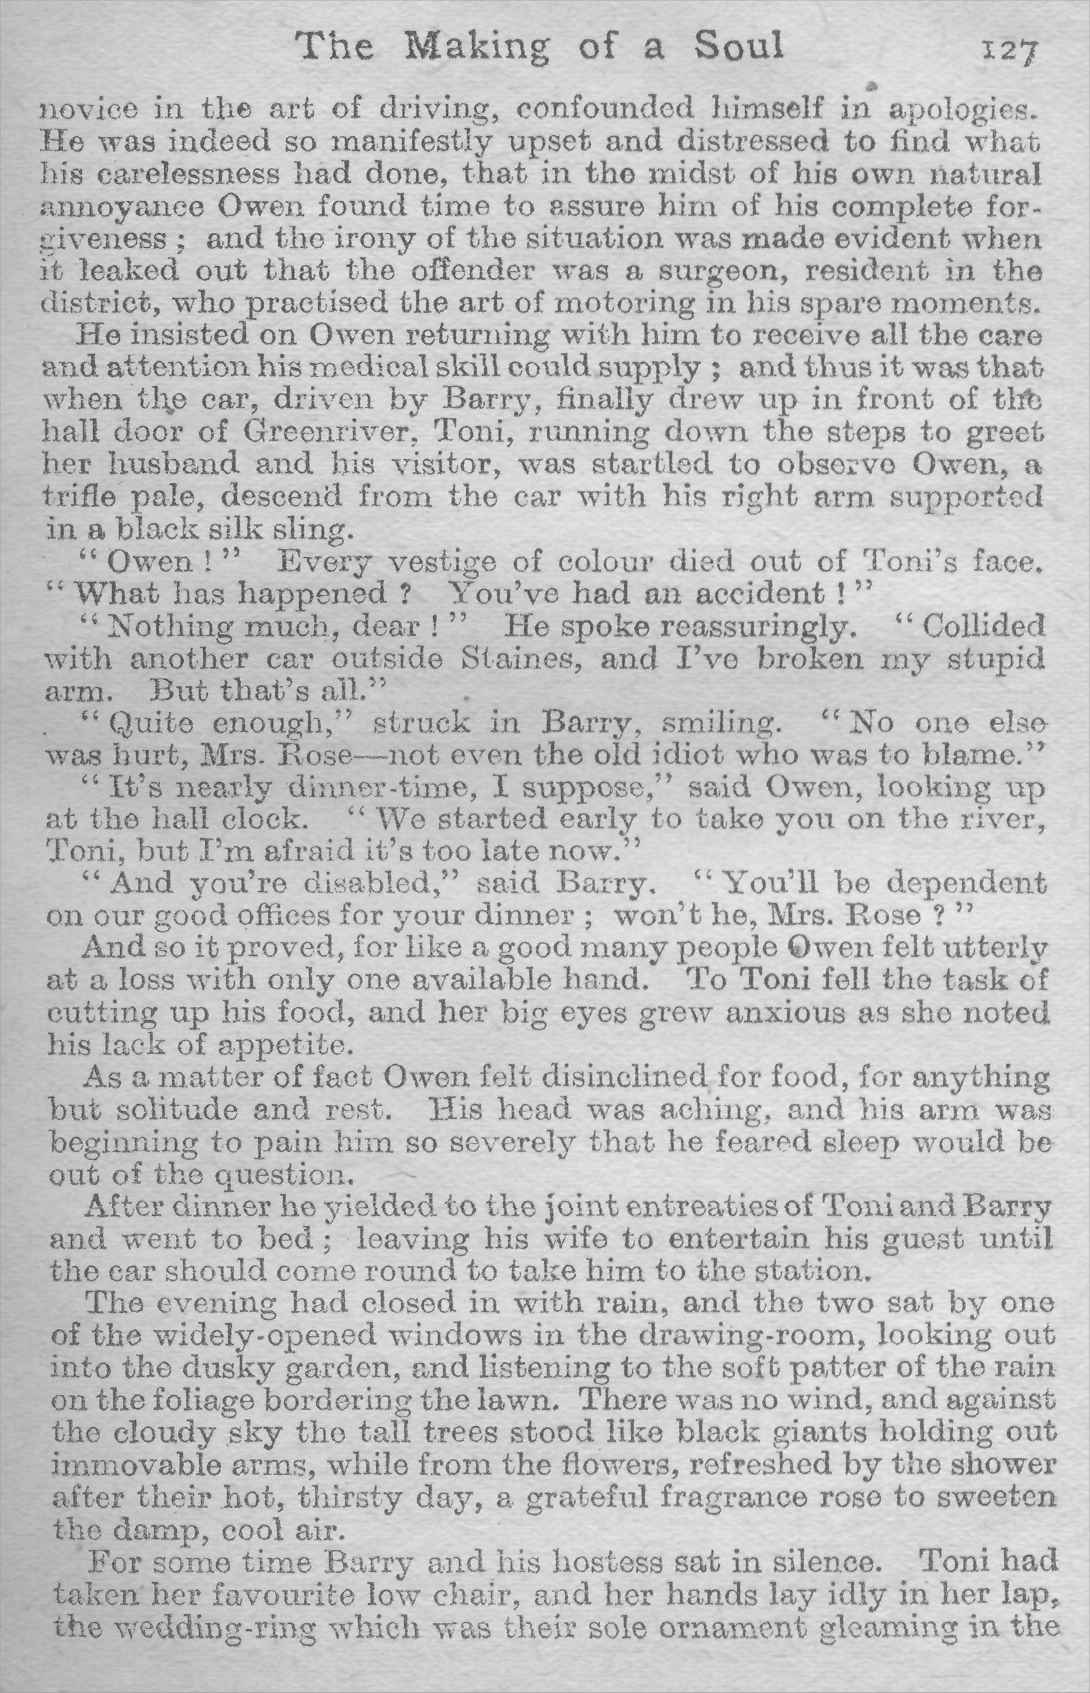 The Making of a Soul 127
novice in the art of driving, confounded himself in apologies.
He was indeed so manifestly upset and distressed to find what
his carelessness had done, that in the midst of his own natural
annoyance Owen found time to assure him of his complete for-
giveness ; and the irony of the situation was made evident when
it leaked out that the offender was a surgeon, resident in the
district, who practised the art of motoring in his spare moments.
He insisted on Owen returning with him to receive all the care
and attention his medical skill could supply ; and thus it was that
when the car, driven by Barry, finally drew up in front of the
hall door of Greenriver, Toni, running down the steps to greet
her husband and his visitor, was startled to observe Owen, a
trifle pale, descend from the car with his right arm supported
in a black silk sling.
“ Owen ! ” Every vestige of colour died out of Toni’s face.
“ What has happened ? You’ve had an accident ! ”
“ Nothing much, dear ! ” He spoke reassuringly. “ Collided
with another car outside Staines, and I’ve broken my stupid
arm. But that’s all.”
“ Quite enough,” struck in Barry, smiling. “ No one else
was hurt, Mrs. Rose—not even the old idiot who was to blame.”
“ It’s nearly dinner-time, I suppose,” said Owen, looking up
at the hall clock. “ We started early to take you on the river,
Toni, but I’m afraid it’s too late now.”
“ And you’re disabled,” said Barry. “ You’ll be dependent
on our good offices for your dinner ; won’t he, Mrs. Rose ? ”
And so it proved, for like a good many people Owen felt utterly
at a loss with only one available hand. To Toni fell the task of
cutting up his food, and her big eyes grew anxious as she noted
his lack of appetite.
As a matter of fact Owen felt disinclined for food, for anything
but solitude and rest. His head was aching, and his arm was
beginning to pain him so severely that he feared sleep would be
out of the question.
After dinner he yielded to the joint entreaties of Toni and Barry
and went to bed ; leaving his wife to entertain his guest until
the car should come round to take him to the station.
The evening had closed in with rain, and the two sat by one
of the widely-opened windows in the drawing-room, looking out
into the dusky garden, and listening to the soft patter of the rain
on the foliage bordering the lawn. There was no wind, and against
the cloudy sky the tall trees stood like black giants holding out
immovable arms, while from the flowers, refreshed by the shower
after their hot, thirsty day, a grateful fragrance rose to sweeten
the damp, cool air.
For some time Barry and his hostess sat in silence. Toni had
taken her favourite low chair, and her hands lay idly in her lap,
the wedding-ring which was their sole ornament gleaming in the